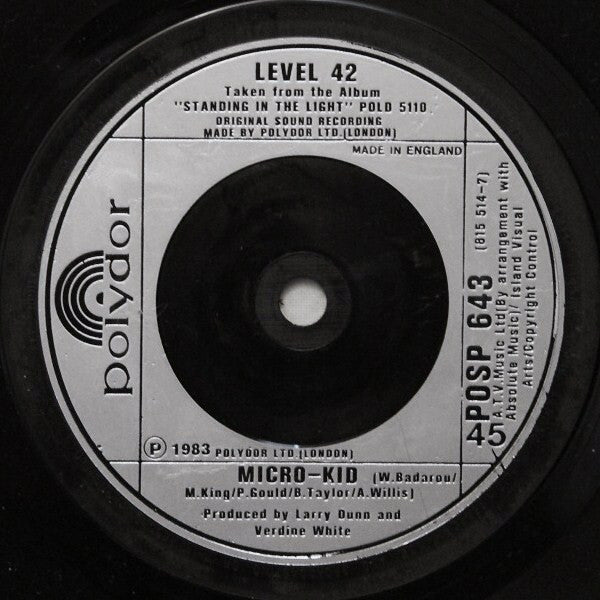 LEVEL 42
Taken from the Album
"STANDING IN THE LIGHT" POLD 5110.
ORIGINAL SOUND RECORDING
MADE BY POLYDOR LTD.(LONDON)
MADE IN ENGLAND
polydor
POSP 643
(815 514-7)
A.T.V.Music Ltd(By arrangement with
Absolute Music)/ Island Visual
Arts/Copyright Control
45
℗ 1983 POLYDOR LTD (LONDON)
MICRO-KID (W.Badarou/
M.King/P.Gould/B.Taylor/A.Willis)
Produced by Larry Dunn and
Verdine White